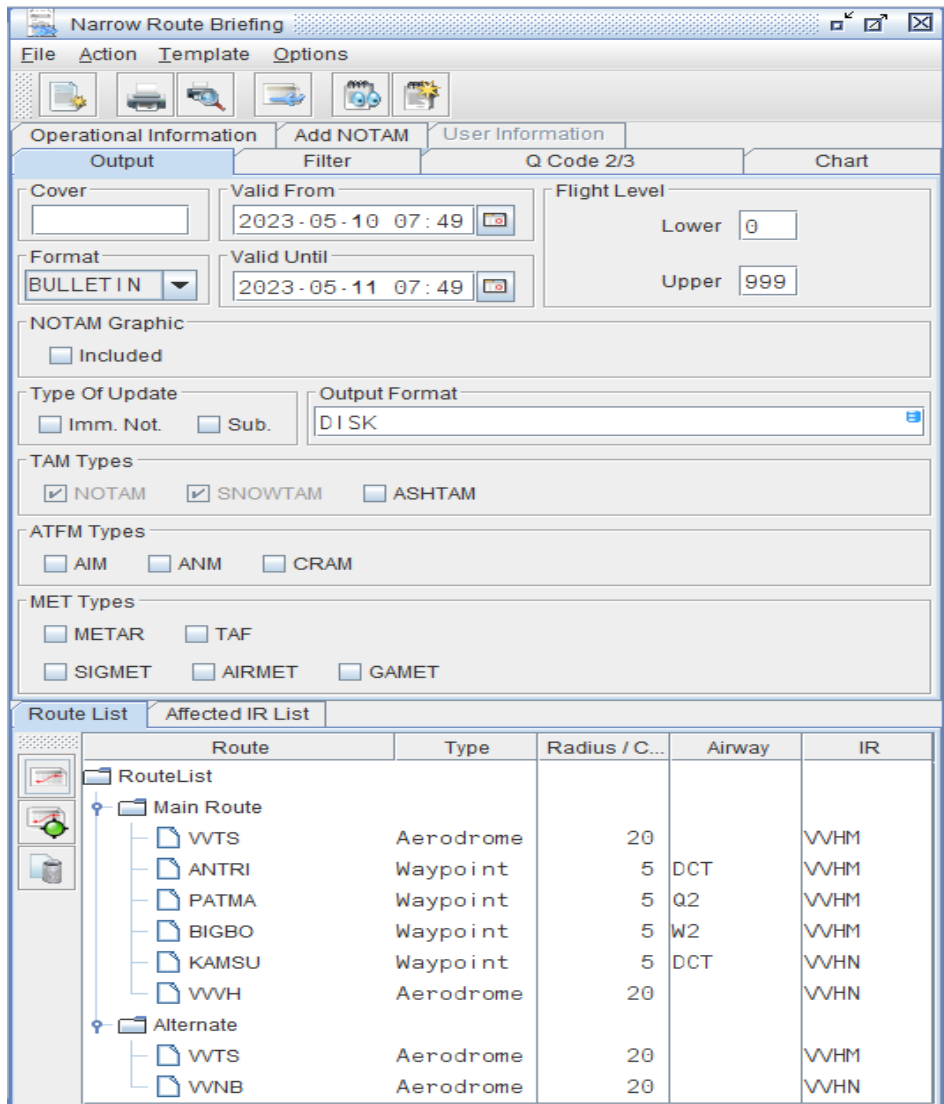 Narrow Route Briefing
File Action Template Options
Operational Information Add NOTAM User Information
Output Filter Q Code 2/3 Chart
Cover Valid From Flight Level
2023-05-10 07:49 Lower 0
Format Valid Until
BULLETIN 2023-05-11 07:49 Upper 999
NOTAM Graphic
Included
Type Of Update Output Format
Imm. Not. Sub. DISK
TAM Types
NOTAM SNOWTAM ASHTAM
ATFM Types
AIM ANM CRAM
MET Types
METAR TAF
SIGMET AIRMET GAMET
Route List Affected IR List
Route Type Radius / C... Airway IR
RouteList
Main Route
VVTS Aerodrome 20 VVHM
ANTRI Waypoint 5 DCT VVHM
PATMA Waypoint 5 Q2 VVHM
BIGBO Waypoint 5 W2 VVHM
KAMSU Waypoint 5 DCT VVHN
VVVH Aerodrome 20 VVHN
Alternate
VVTS Aerodrome 20 VVHM
VVNB Aerodrome 20 VVHN